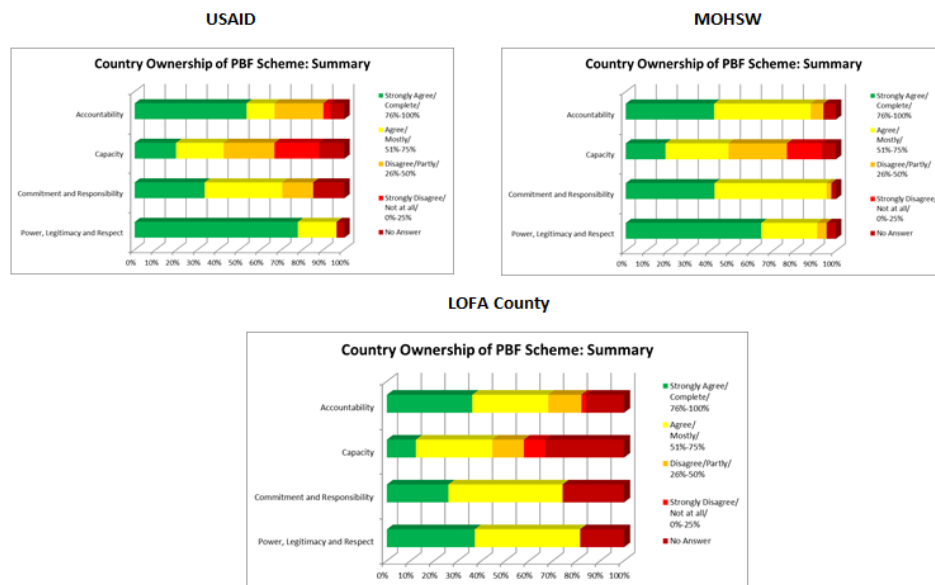 USAID
Country Ownership of PBF Scheme: Summary
Accountability
Capacity
Commitment and Responsibility
Power, Legitimacy and Respect
0% 10% 20% 30% 40% 50% 60% 70% 80% 90% 100%
Strongly Agree/
Complete/
76%-100%
Agree/
Mostly/
51%-75%
Disagree/Partly/
26%-50%
Strongly Disagree/
Not at all/
0%-25%
No Answer
MOHSW
Country Ownership of PBF Scheme: Summary
Accountability
Capacity
Commitment and Responsibility
Power, Legitimacy and Respect
0% 10% 20% 30% 40% 50% 60% 70% 80% 90% 100%
Strongly Agree/
Complete/
76%-100%
Agree/
Mostly/
51%-75%
Disagree/Partly/
26%-50%
Strongly Disagree/
Not at all/
0%-25%
No Answer
LOFA County
Country Ownership of PBF Scheme: Summary
Accountability
Capacity
Commitment and Responsibility
Power, Legitimacy and Respect
0% 10% 20% 30% 40% 50% 60% 70% 80% 90% 100%
Strongly Agree/
Complete/
76%-100%
Agree/
Mostly/
51%-75%
Disagree/Partly/
26%-50%
Strongly Disagree/
Not at all/
0%-25%
No Answer